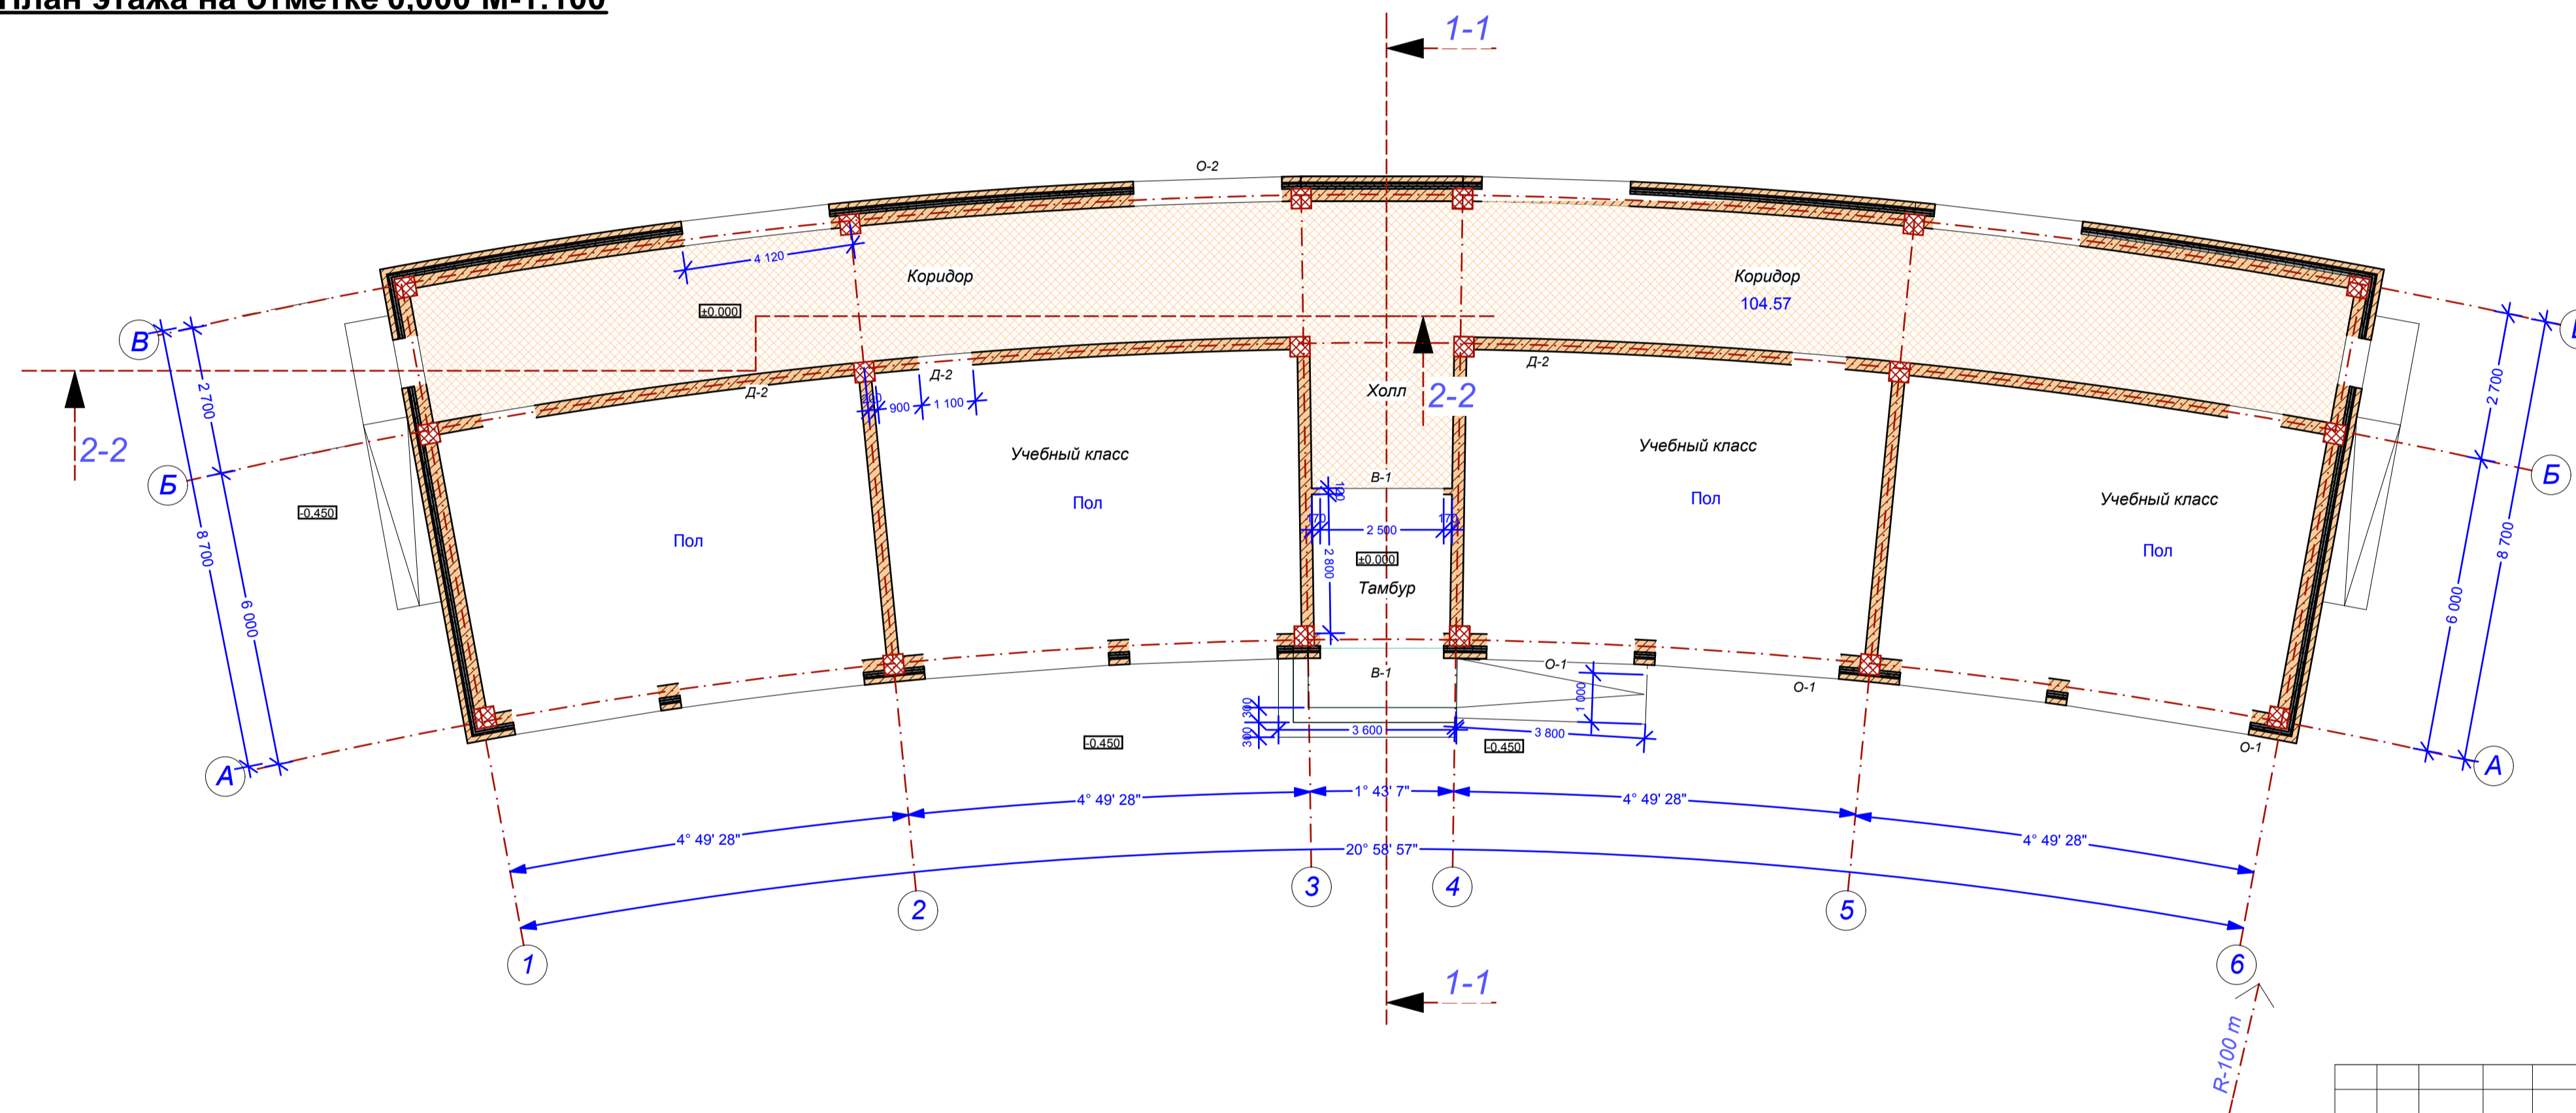 План этажа на отметке 0,000 М-1:100
1-1
О-2
4 120
Коридор
Коридор
104.57
±0.000
В
2 700
2 700
Д-2
Д-2
Д-2
900
1 100
Холл
2-2
2-2
Б
Б
Учебный класс
Учебный класс
Учебный класс
Пол
Пол
Пол
Пол
-0.450
8 700
6 000
8 700
6 000
В-1
100
170
2 500
170
2 800
±0.000
Тамбур
В-1
О-1
О-1
О-1
1 000
300
300
3 600
3 800
-0.450
-0.450
А
А
4° 49' 28"
4° 49' 28"
1° 43' 7"
4° 49' 28"
4° 49' 28"
20° 58' 57"
1
2
3
4
5
6
1-1
R-100 m